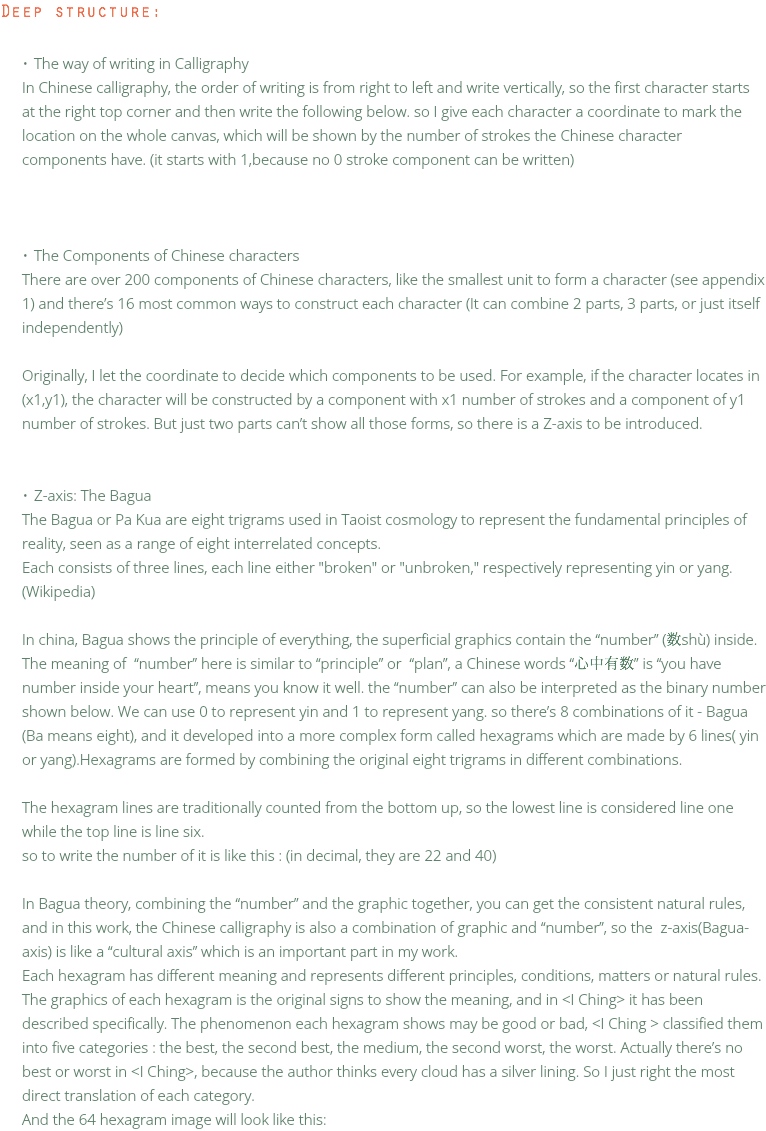 Deep structure:
・ The way of writing in Calligraphy
In Chinese calligraphy, the order of writing is from right to left and write vertically, so the first character starts
at the right top corner and then write the following below. so I give each character a coordinate to mark the
location on the whole canvas, which will be shown by the number of strokes the Chinese character
components have. (it starts with 1,because no 0 stroke component can be written)
・ The Components of Chinese characters
There are over 200 components of Chinese characters, like the smallest unit to form a character (see appendix
1) and there’s 16 most common ways to construct each character (It can combine 2 parts, 3 parts, or just itself
independently)
Originally, I let the coordinate to decide which components to be used. For example, if the character locates in
(x1,y1), the character will be constructed by a component with x1 number of strokes and a component of y1
number of strokes. But just two parts can’t show all those forms, so there is a Z-axis to be introduced.
・ Z-axis: The Bagua
The Bagua or Pa Kua are eight trigrams used in Taoist cosmology to represent the fundamental principles of
reality, seen as a range of eight interrelated concepts.
Each consists of three lines, each line either "broken" or "unbroken," respectively representing yin or yang.
(Wikipedia)
In china, Bagua shows the principle of everything, the superficial graphics contain the “number” (数shù) inside.
The meaning of “number” here is similar to “principle” or “plan”, a Chinese words “心中有数” is “you have
number inside your heart”, means you know it well. the “number” can also be interpreted as the binary number
shown below. We can use 0 to represent yin and 1 to represent yang. so there’s 8 combinations of it - Bagua
(Ba means eight), and it developed into a more complex form called hexagrams which are made by 6 lines( yin
or yang).Hexagrams are formed by combining the original eight trigrams in different combinations.
The hexagram lines are traditionally counted from the bottom up, so the lowest line is considered line one
while the top line is line six.
so to write the number of it is like this : (in decimal, they are 22 and 40)
In Bagua theory, combining the “number” and the graphic together, you can get the consistent natural rules,
and in this work, the Chinese calligraphy is also a combination of graphic and “number”, so the z-axis(Bagua-
axis) is like a “cultural axis” which is an important part in my work.
Each hexagram has different meaning and represents different principles, conditions, matters or natural rules.
The graphics of each hexagram is the original signs to show the meaning, and in <I Ching> it has been
described specifically. The phenomenon each hexagram shows may be good or bad, <I Ching > classified them
into five categories : the best, the second best, the medium, the second worst, the worst. Actually there’s no
best or worst in <I Ching>, because the author thinks every cloud has a silver lining. So I just right the most
direct translation of each category.
And the 64 hexagram image will look like this: